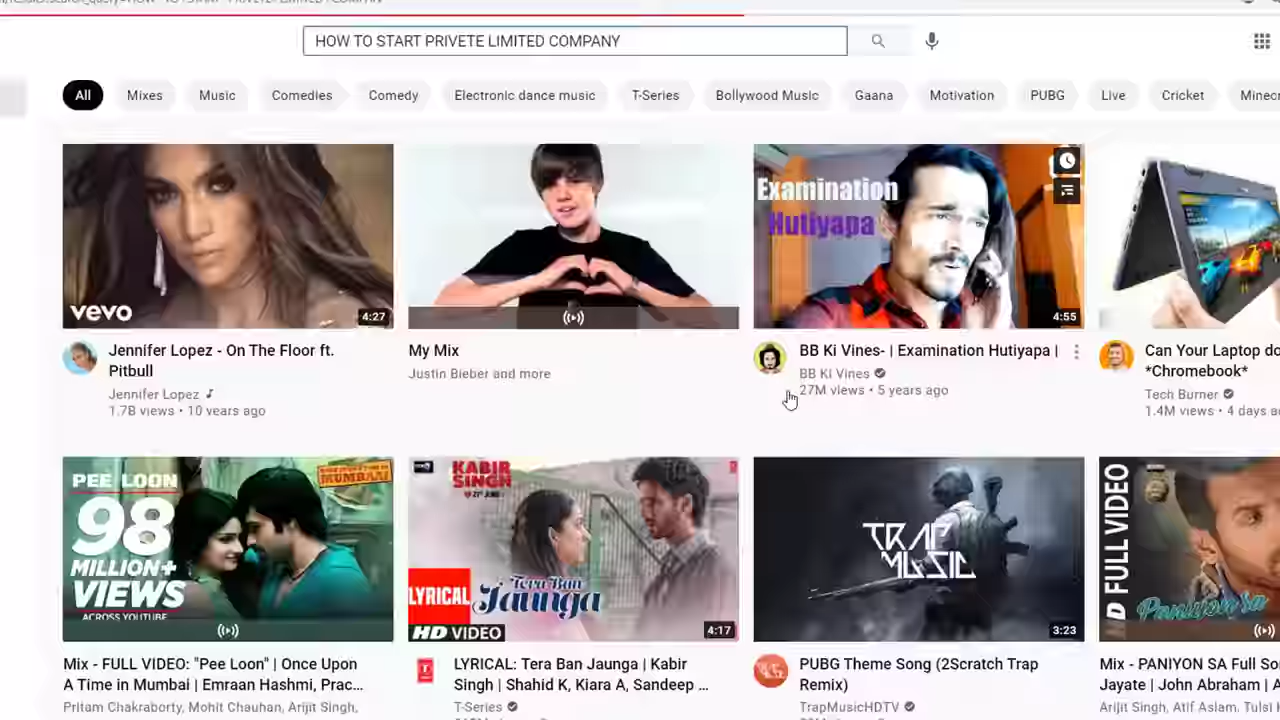 HOW TO START PRIVETE LIMITED COMPANY
All Mixes Music Comedies Comedy Electronic dance music T-Series Bollywood Music Gaana Motivation PUBG Live Cricket
vevo
4:27
Examination
Hutiyapa
4:55
Jennifer Lopez - On The Floor ft.
Pitbull
Jennifer Lopez
1.7B views • 10 years ago
My Mix
Justin Bieber and more
BB Ki Vines- | Examination Hutiyapa |
BB Ki Vines
27M views • 5 years ago
Can Your Laptop do
*Chromebook*
Tech Burner
1.4M views • 4 days
PEE LOON
98
MILLION+
VIEWS
ACROSS YOUTUBE
MUMBAAI
KABIR
SINGH
LYRICAL
Tera Ban
Jaunga
HD VIDEO
4:17
TRAP
MUSIC
3:23
HD FULL VIDEO
Paniyon sa
Mix - FULL VIDEO: "Pee Loon" | Once Upon
A Time in Mumbai | Emraan Hashmi, Prac...
Pritam Chakraborty, Mohit Chauhan, Arijit Singh,
LYRICAL: Tera Ban Jaunga | Kabir
Singh | Shahid K, Kiara A, Sandeep ...
T-Series
PUBG Theme Song (2Scratch Trap
Remix)
TrapMusicHDTV
Mix - PANIYON SA Full
Jayate | John Abraham |
Arijit Singh, Atif Aslam, Tulsi